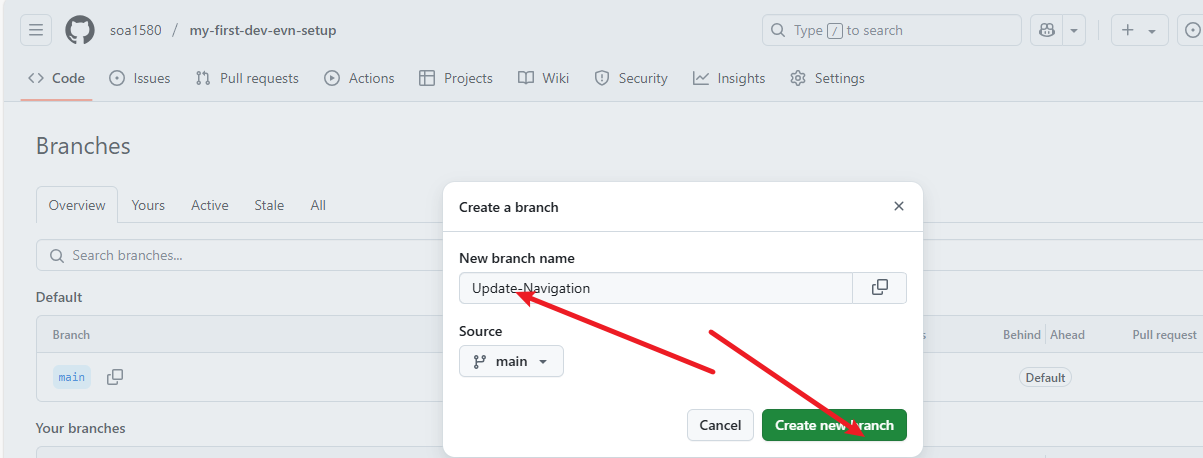 soa1580 / my-first-dev-evn-setup
Type / to search
Code Issues Pull requests Actions Projects Wiki Security Insights Settings
Branches
Overview Yours Active Stale All
Search branches...
Default
Branch
Behind Ahead Pull request
main
Default
Your branches
Create a branch
New branch name
Update-Navigation
Source
main
Cancel Create new branch